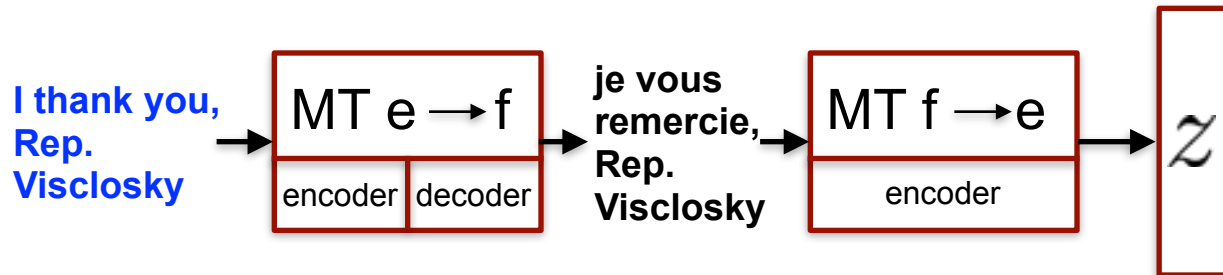 I thank you,
Rep.
Visclosky
MT e → f
encoder
decoder
je vous
remercie,
Rep.
Visclosky
MT f → e
encoder
z